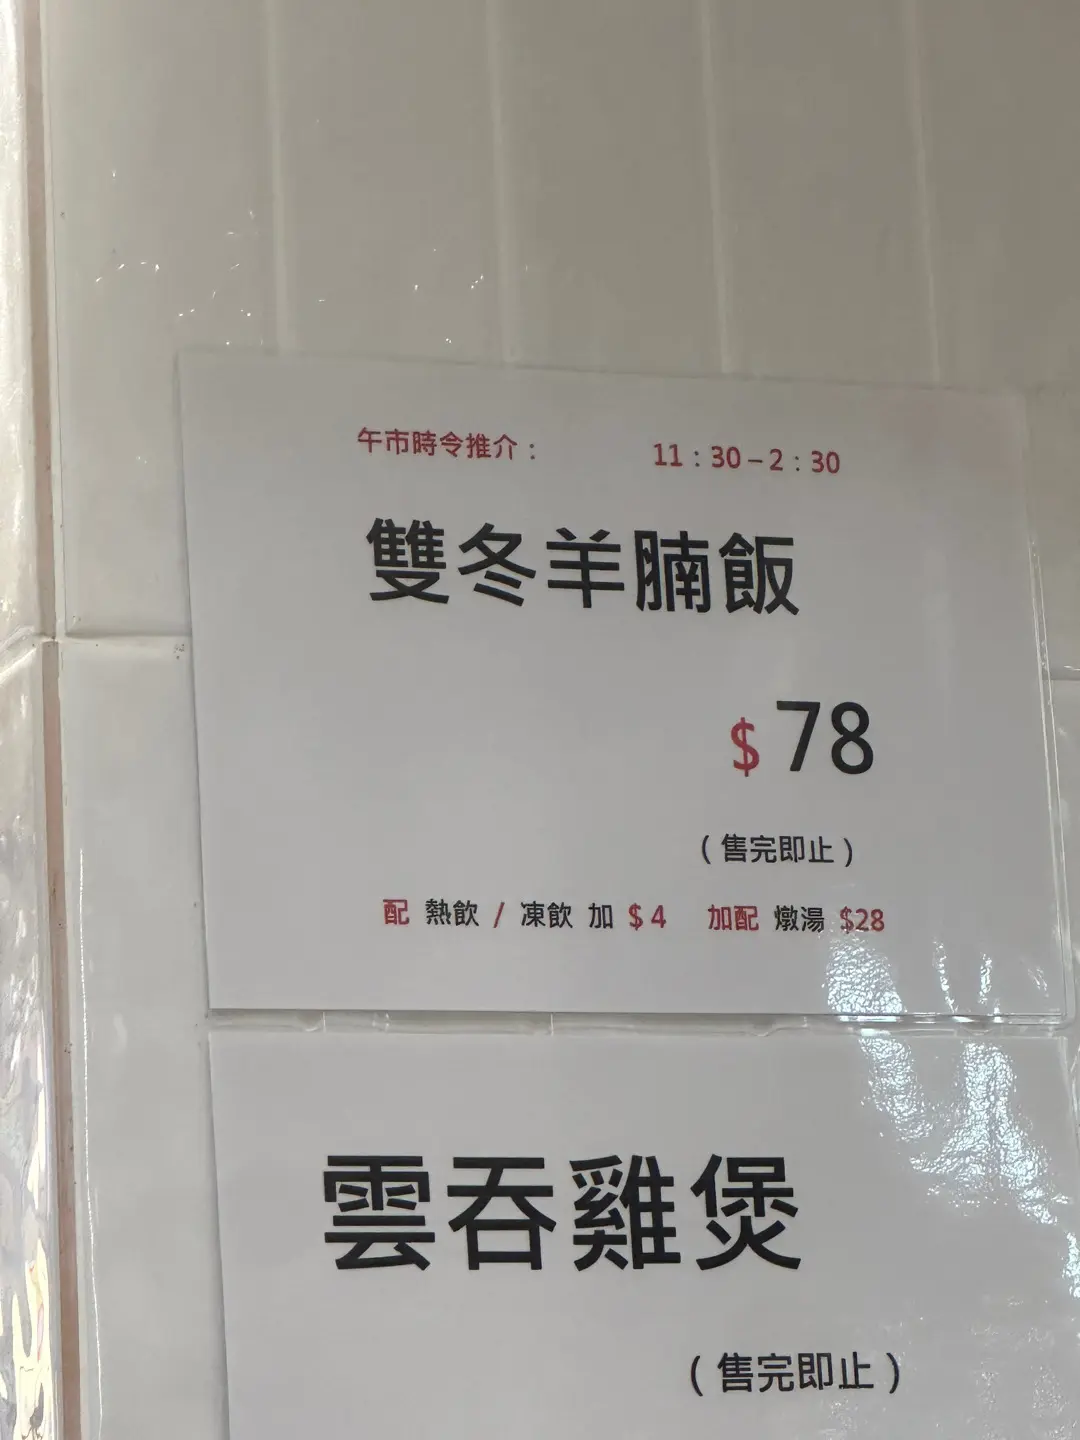 午市時令推介： 11：30－2：30
雙冬羊腩飯
$78
（售完即止）
配 熱飲 / 凍飲 加 $4 加配 燉湯 $28
雲吞雞煲
（售完即止）